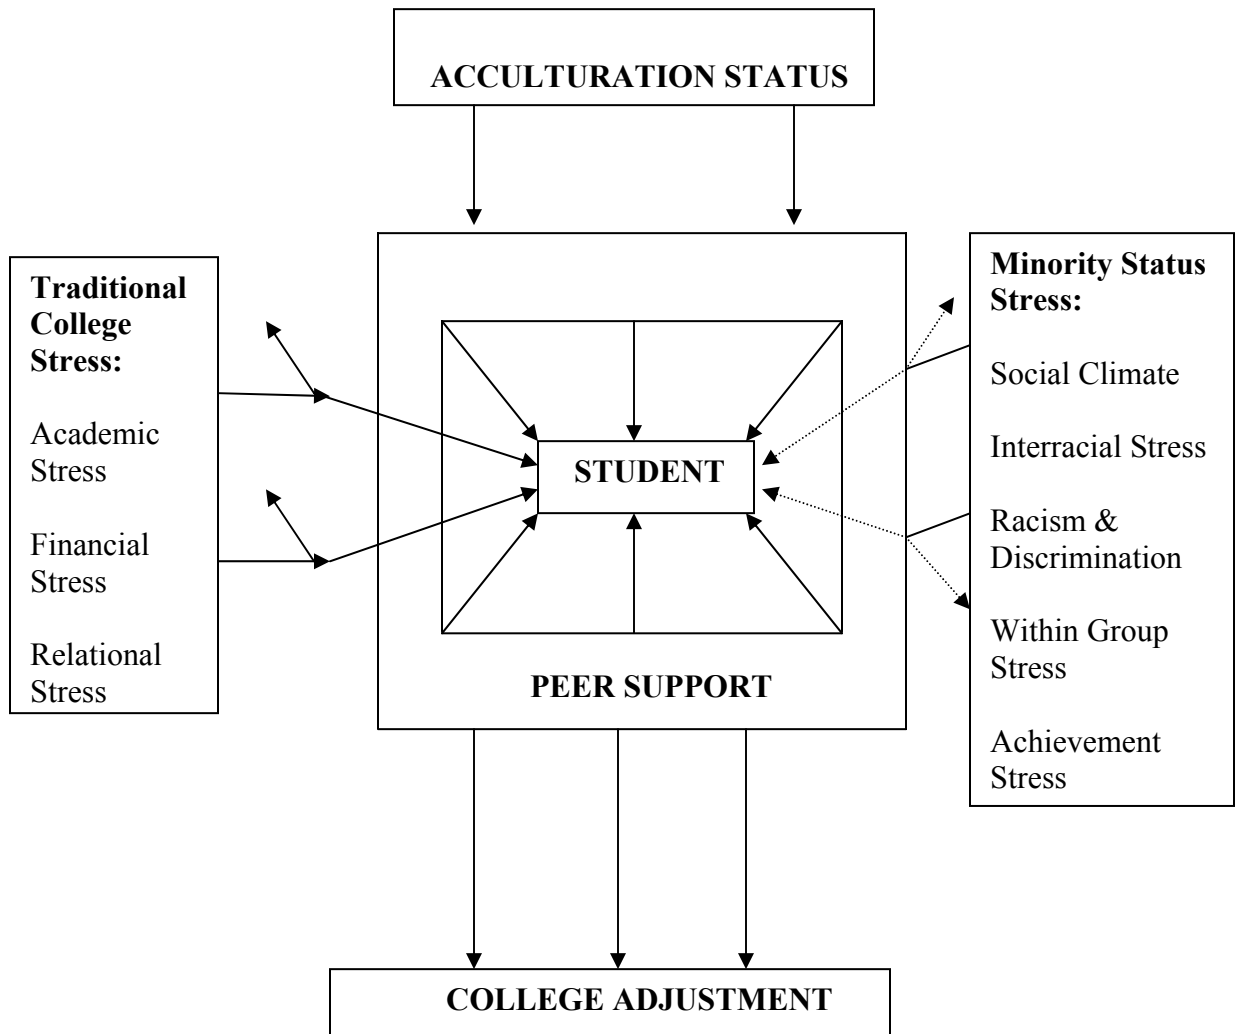 ACCULTURATION STATUS
Traditional
College
Stress:
Academic
Stress
Financial
Stress
Relational
Stress
STUDENT
PEER SUPPORT
Minority Status
Stress:
Social Climate
Interracial Stress
Racism &
Discrimination
Within Group
Stress
Achievement
Stress
COLLEGE ADJUSTMENT